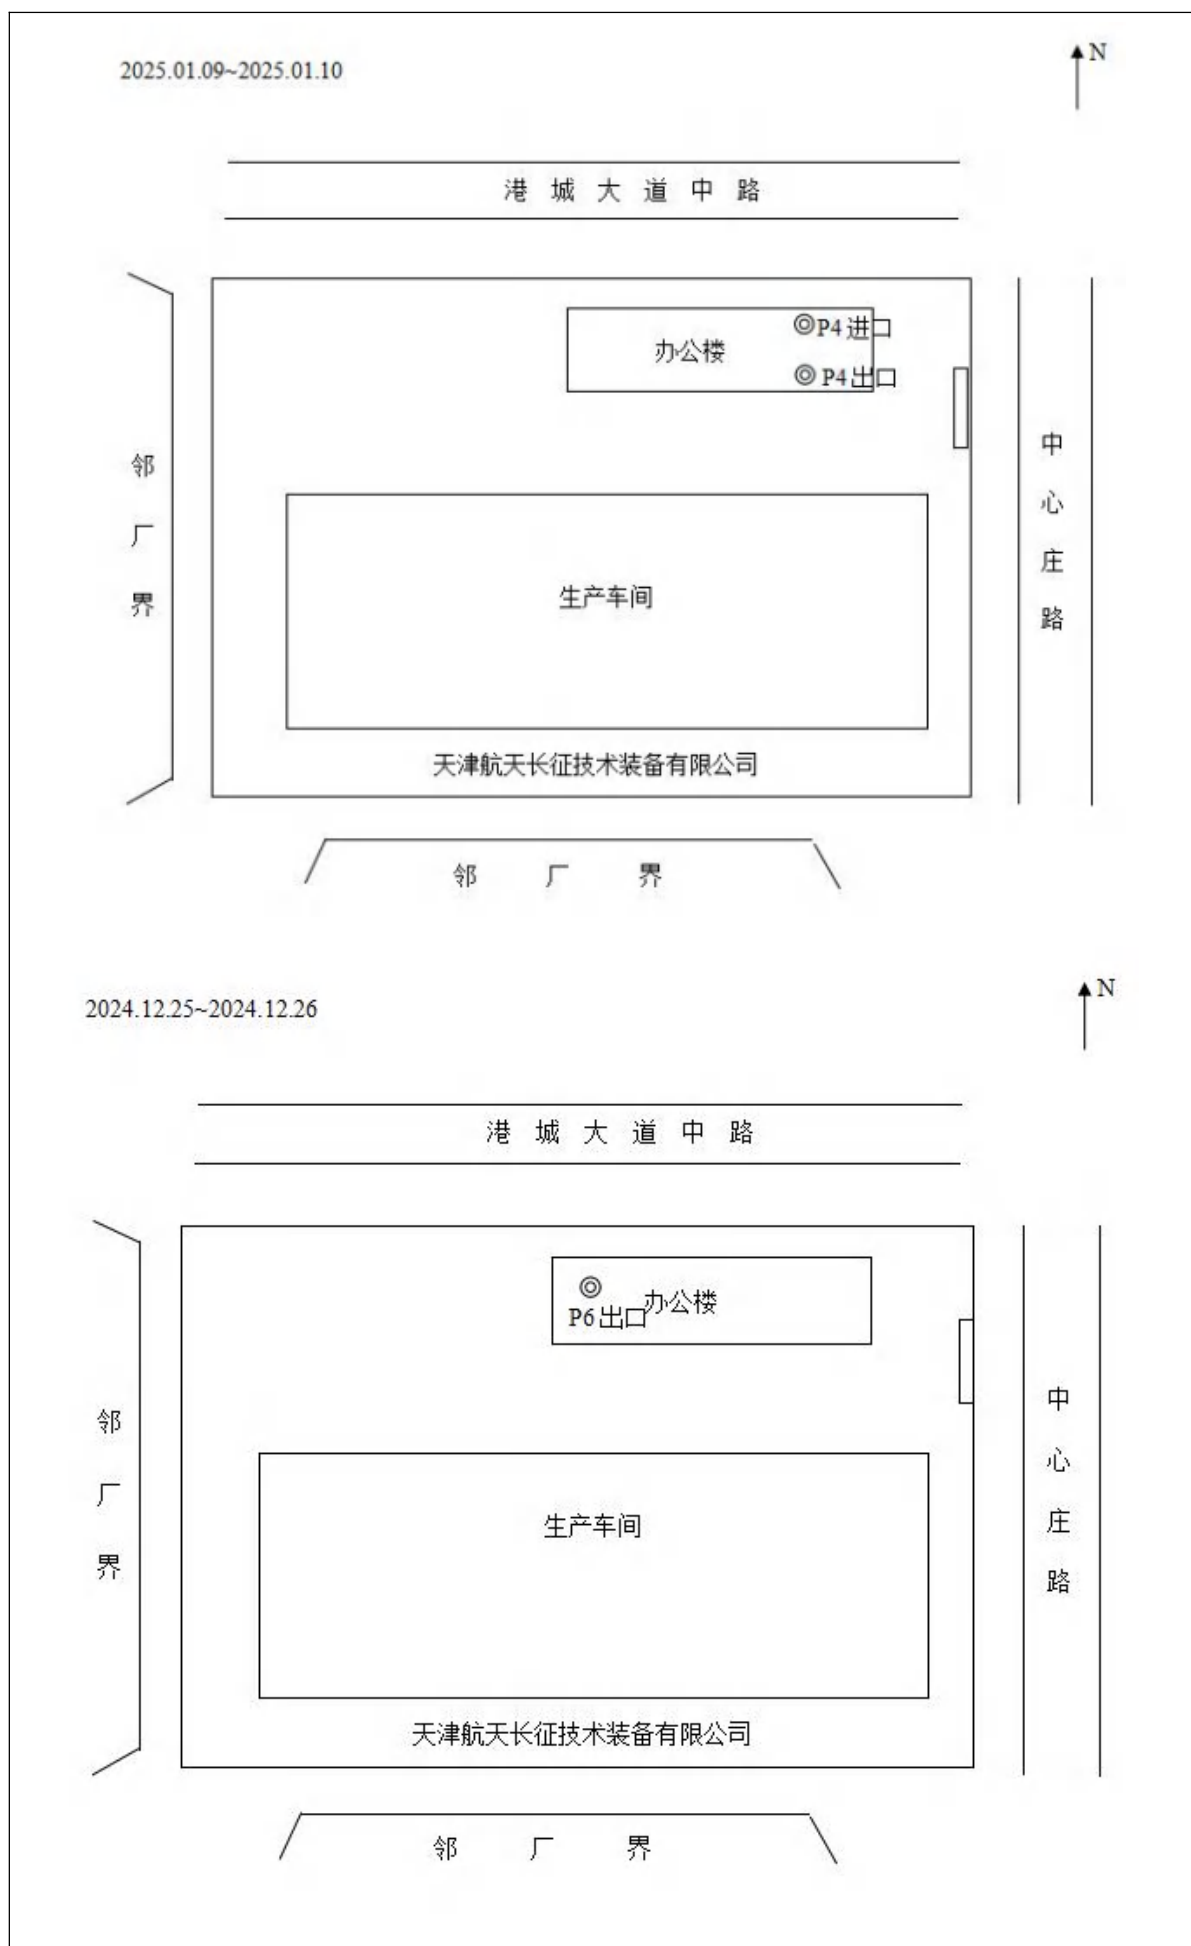 2025.01.09~2025.01.10
N
港城大道中路
P4 进口
办公楼
P4 出口
邻厂界
中心庄路
生产车间
天津航天长征技术装备有限公司
邻厂界
2024.12.25~2024.12.26
N
港城大道中路
办公楼
P6 出口
邻厂界
中心庄路
生产车间
天津航天长征技术装备有限公司
邻厂界